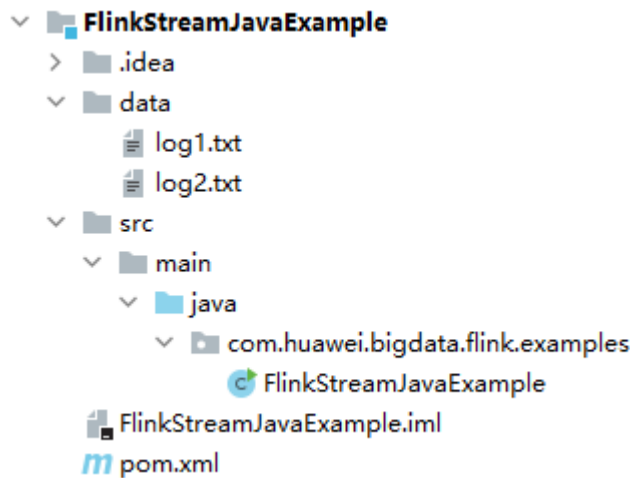 FlinkStreamJavaExample
.idea
data
log1.txt
log2.txt
src
main
java
com.huawei.bigdata.flink.examples
FlinkStreamJavaExample
FlinkStreamJavaExample.iml
pom.xml